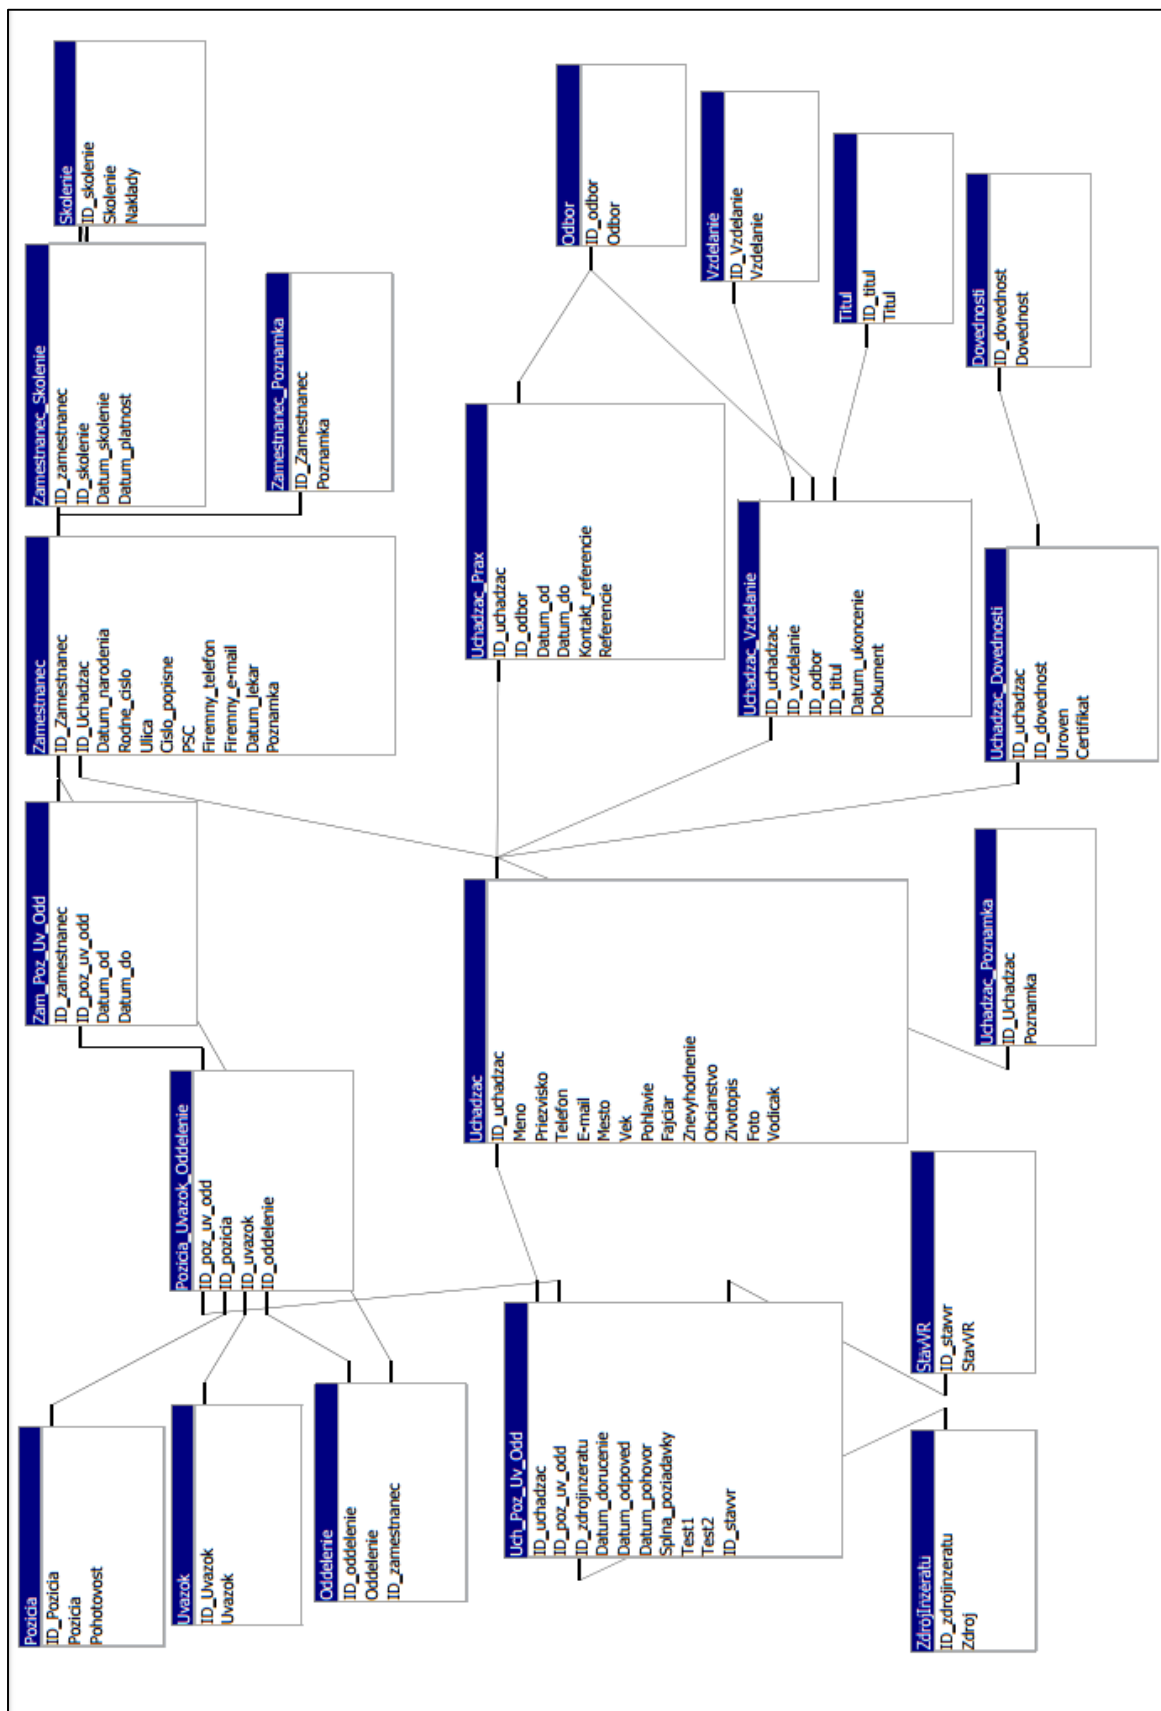 Pozicia
ID_Pozicia
Pozicia
Pohotovost
Uvazok
ID_Uvazok
Uvazok
Oddelenie
ID_oddelenie
Oddelenie
ID_zamestnanec
Pozicia_Uvazok_Oddelenie
ID_poz_uv_odd
ID_pozicia
ID_uvazok
ID_oddelenie
Zam_Poz_Uv_Odd
ID_zamestnanec
ID_poz_uv_odd
Datum_od
Datum_do
Zamestnanec
ID_Zamestnanec
ID_Uchadzac
Datum_narodenia
Rodne_cislo
Ulica
Cislo_popisne
PSC
Firemny_telefon
Firemny_e-mail
Datum_lekar
Poznamka
Zamestnanec_Skolenie
ID_zamestnanec
ID_skolenie
Datum_skolenie
Datum_platnost
Skolenie
ID_skolenie
Skolenie
Naklady
Zamestnanec_Poznamka
ID_Zamestnanec
Poznamka
Uch_Poz_Uv_Odd
ID_uchadzac
ID_poz_uv_odd
ID_zdrojinzeratu
Datum_dorucenie
Datum_odpoved
Datum_pohovor
Splna_poziadavky
Test1
Test2
ID_stavvr
Uchadzac
ID_uchadzac
Meno
Priezvisko
Telefon
E-mail
Mesto
Vek
Pohlavie
Fajciar
Znevyhodnenie
Obcianstvo
Zivotopis
Foto
Vodicak
Uchadzac_Prax
ID_uchadzac
ID_odbor
Datum_od
Datum_do
Kontakt_referencie
Referencie
Odbor
ID_odbor
Odbor
Vzdelanie
ID_Vzdelanie
Vzdelanie
Uchadzac_Vzdelanie
ID_uchadzac
ID_vzdelanie
ID_odbor
ID_titul
Datum_ukoncenie
Dokument
Titul
ID_titul
Titul
ZdrojInzeratu
ID_zdrojinzeratu
Zdroj
StavVR
ID_stavvr
StavVR
Uchadzac_Poznamka
ID_Uchadzac
Poznamka
Uchadzac_Dovednosti
ID_uchadzac
ID_dovednost
Uroven
Certifikat
Dovednosti
ID_dovednost
Dovednost